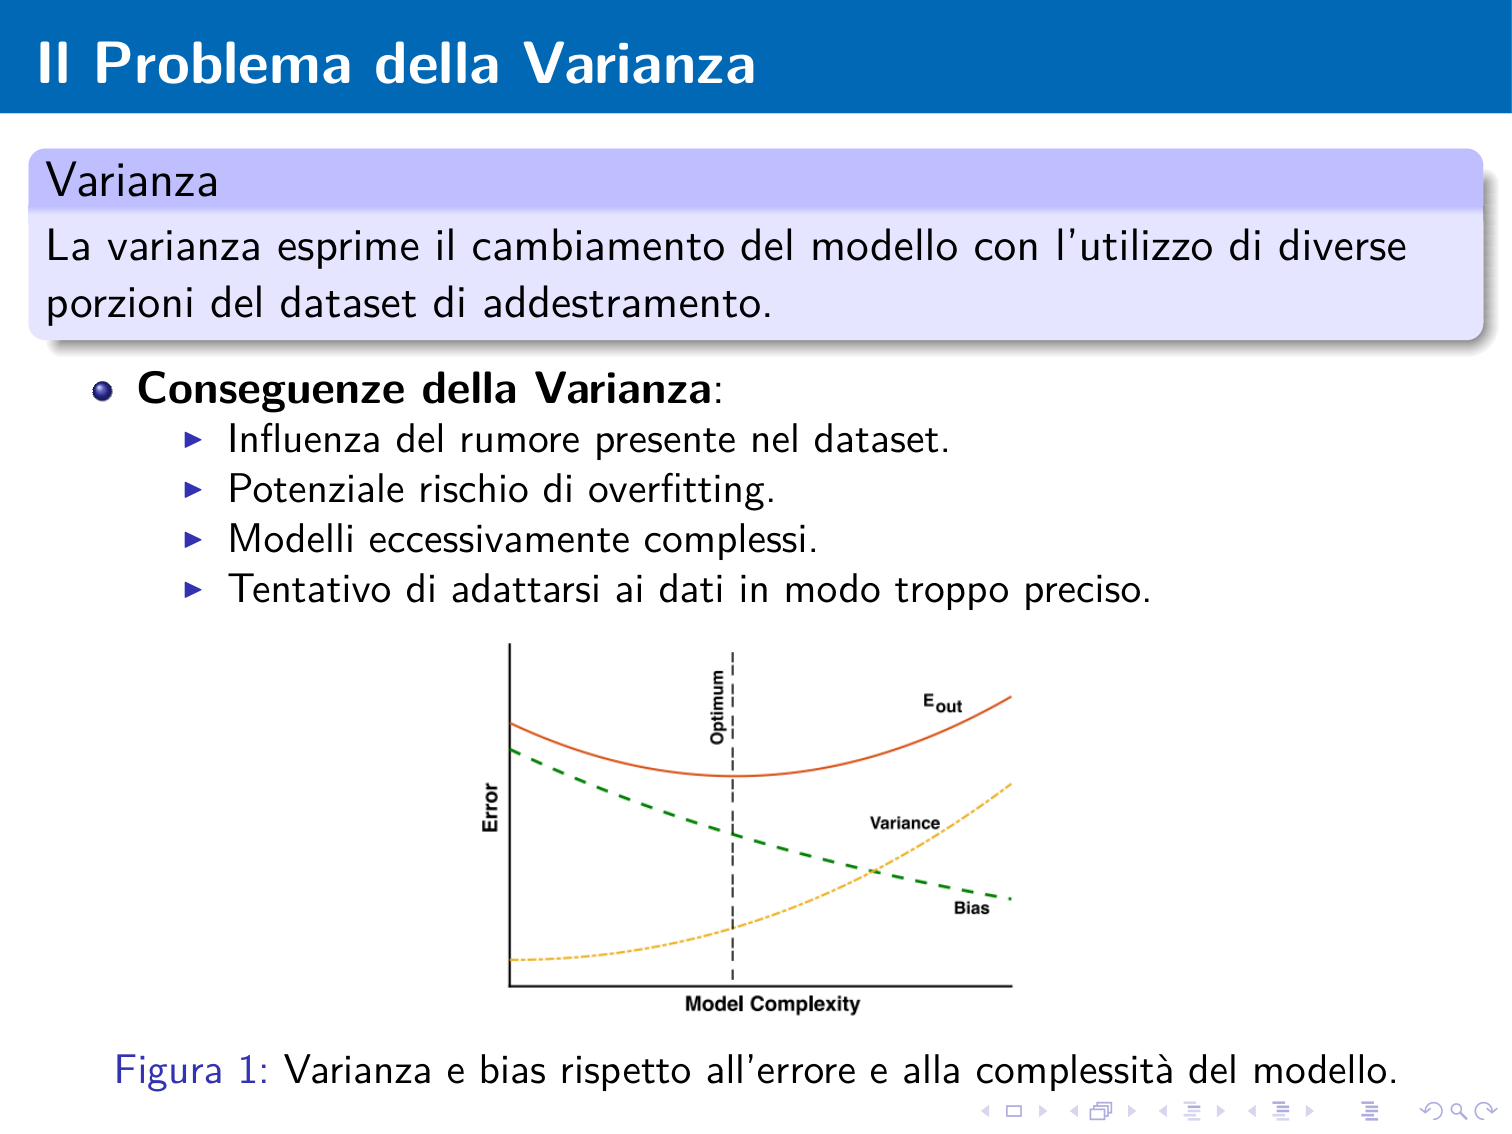 Il Problema della Varianza
Varianza
La varianza esprime il cambiamento del modello con l'utilizzo di diverse
porzioni del dataset di addestramento.
Conseguenze della Varianza:
Influenza del rumore presente nel dataset.
Potenziale rischio di overfitting.
Modelli eccessivamente complessi.
Tentativo di adattarsi ai dati in modo troppo preciso.
Optimum
E out
Error
Variance
Bias
Model Complexity
Figura 1: Varianza e bias rispetto all'errore e alla complessità del modello.